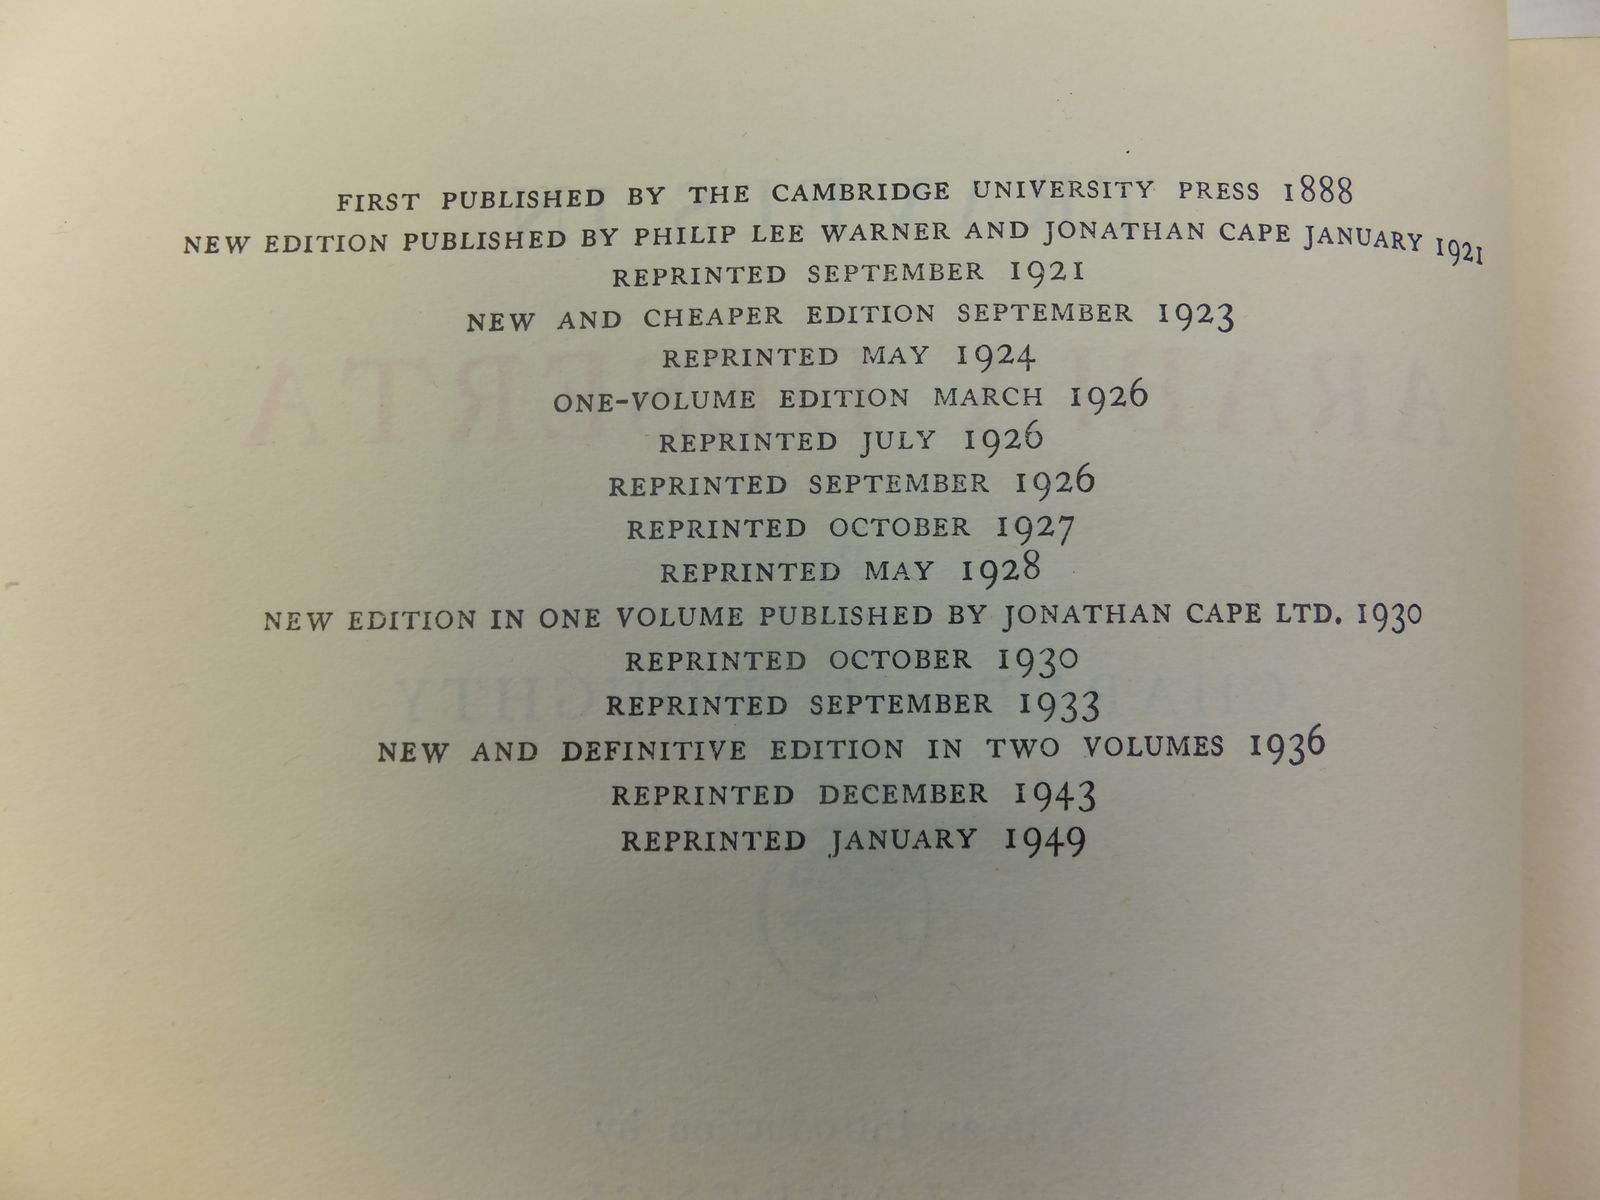 FIRST PUBLISHED BY THE CAMBRIDGE UNIVERSITY PRESS 1888
NEW EDITION PUBLISHED BY PHILIP LEE WARNER AND JONATHAN CAPE JANUARY 1921
REPRINTED SEPTEMBER 1921
NEW AND CHEAPER EDITION SEPTEMBER 1923
REPRINTED MAY 1924
ONE-VOLUME EDITION MARCH 1926
REPRINTED JULY 1926
REPRINTED SEPTEMBER 1926
REPRINTED OCTOBER 1927
REPRINTED MAY 1928
NEW EDITION IN ONE VOLUME PUBLISHED BY JONATHAN CAPE LTD. 1930
REPRINTED OCTOBER 1930
REPRINTED SEPTEMBER 1933
NEW AND DEFINITIVE EDITION IN TWO VOLUMES 1936
REPRINTED DECEMBER 1943
REPRINTED JANUARY 1949